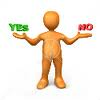 YES NO